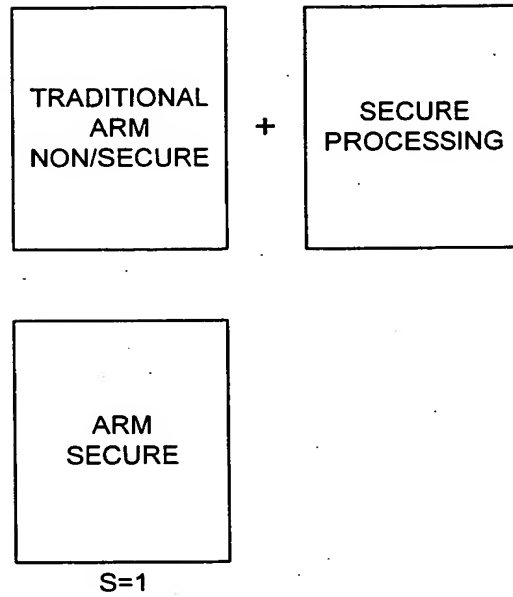 TRADITIONAL
ARM
NON/SECURE
+
SECURE
PROCESSING
ARM
SECURE
S=1